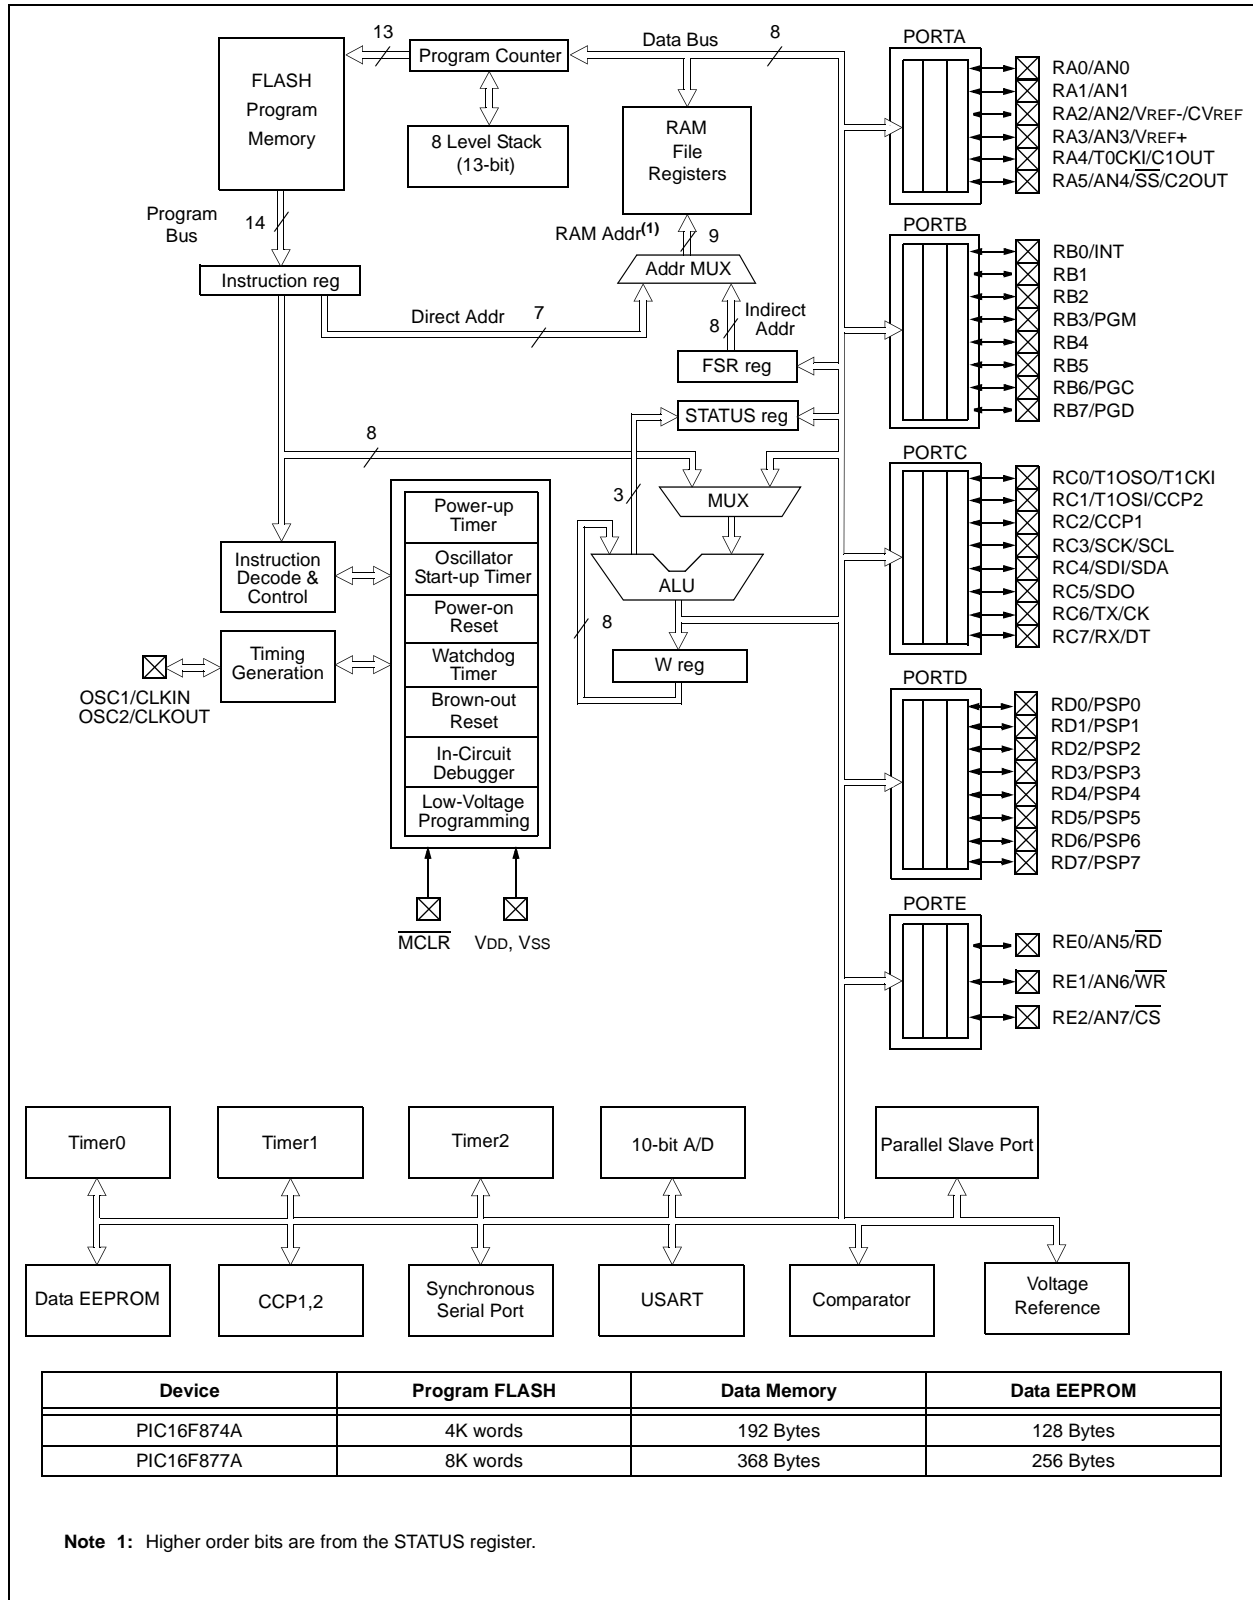 13
Program Counter
Data Bus
8
FLASH
Program
Memory
8 Level Stack
(13-bit)
RAM
File
Registers
Program
Bus
14
RAM Addr(1)
9
Addr MUX
Instruction reg
Direct Addr
7
8
Indirect
Addr
FSR reg
STATUS reg
8
3
MUX
ALU
8
W reg
Instruction
Decode &
Control
Timing
Generation
OSC1/CLKIN
OSC2/CLKOUT
Power-up
Timer
Oscillator
Start-up Timer
Power-on
Reset
Watchdog
Timer
Brown-out
Reset
In-Circuit
Debugger
Low-Voltage
Programming
MCLR
VDD, VSS
PORTA
RA0/AN0
RA1/AN1
RA2/AN2/VREF-/CVREF
RA3/AN3/VREF+
RA4/T0CKI/C1OUT
RA5/AN4/SS/C2OUT
PORTB
RB0/INT
RB1
RB2
RB3/PGM
RB4
RB5
RB6/PGC
RB7/PGD
PORTC
RC0/T1OSO/T1CKI
RC1/T1OSI/CCP2
RC2/CCP1
RC3/SCK/SCL
RC4/SDI/SDA
RC5/SDO
RC6/TX/CK
RC7/RX/DT
PORTD
RD0/PSP0
RD1/PSP1
RD2/PSP2
RD3/PSP3
RD4/PSP4
RD5/PSP5
RD6/PSP6
RD7/PSP7
PORTE
RE0/AN5/RD
RE1/AN6/WR
RE2/AN7/CS
Timer0
Timer1
Timer2
10-bit A/D
Parallel Slave Port
Data EEPROM
CCP1,2
Synchronous
Serial Port
USART
Comparator
Voltage
Reference
Device Program FLASH Data Memory Data EEPROM
PIC16F874A 4K words 192 Bytes 128 Bytes
PIC16F877A 8K words 368 Bytes 256 Bytes
Note 1: Higher order bits are from the STATUS register.